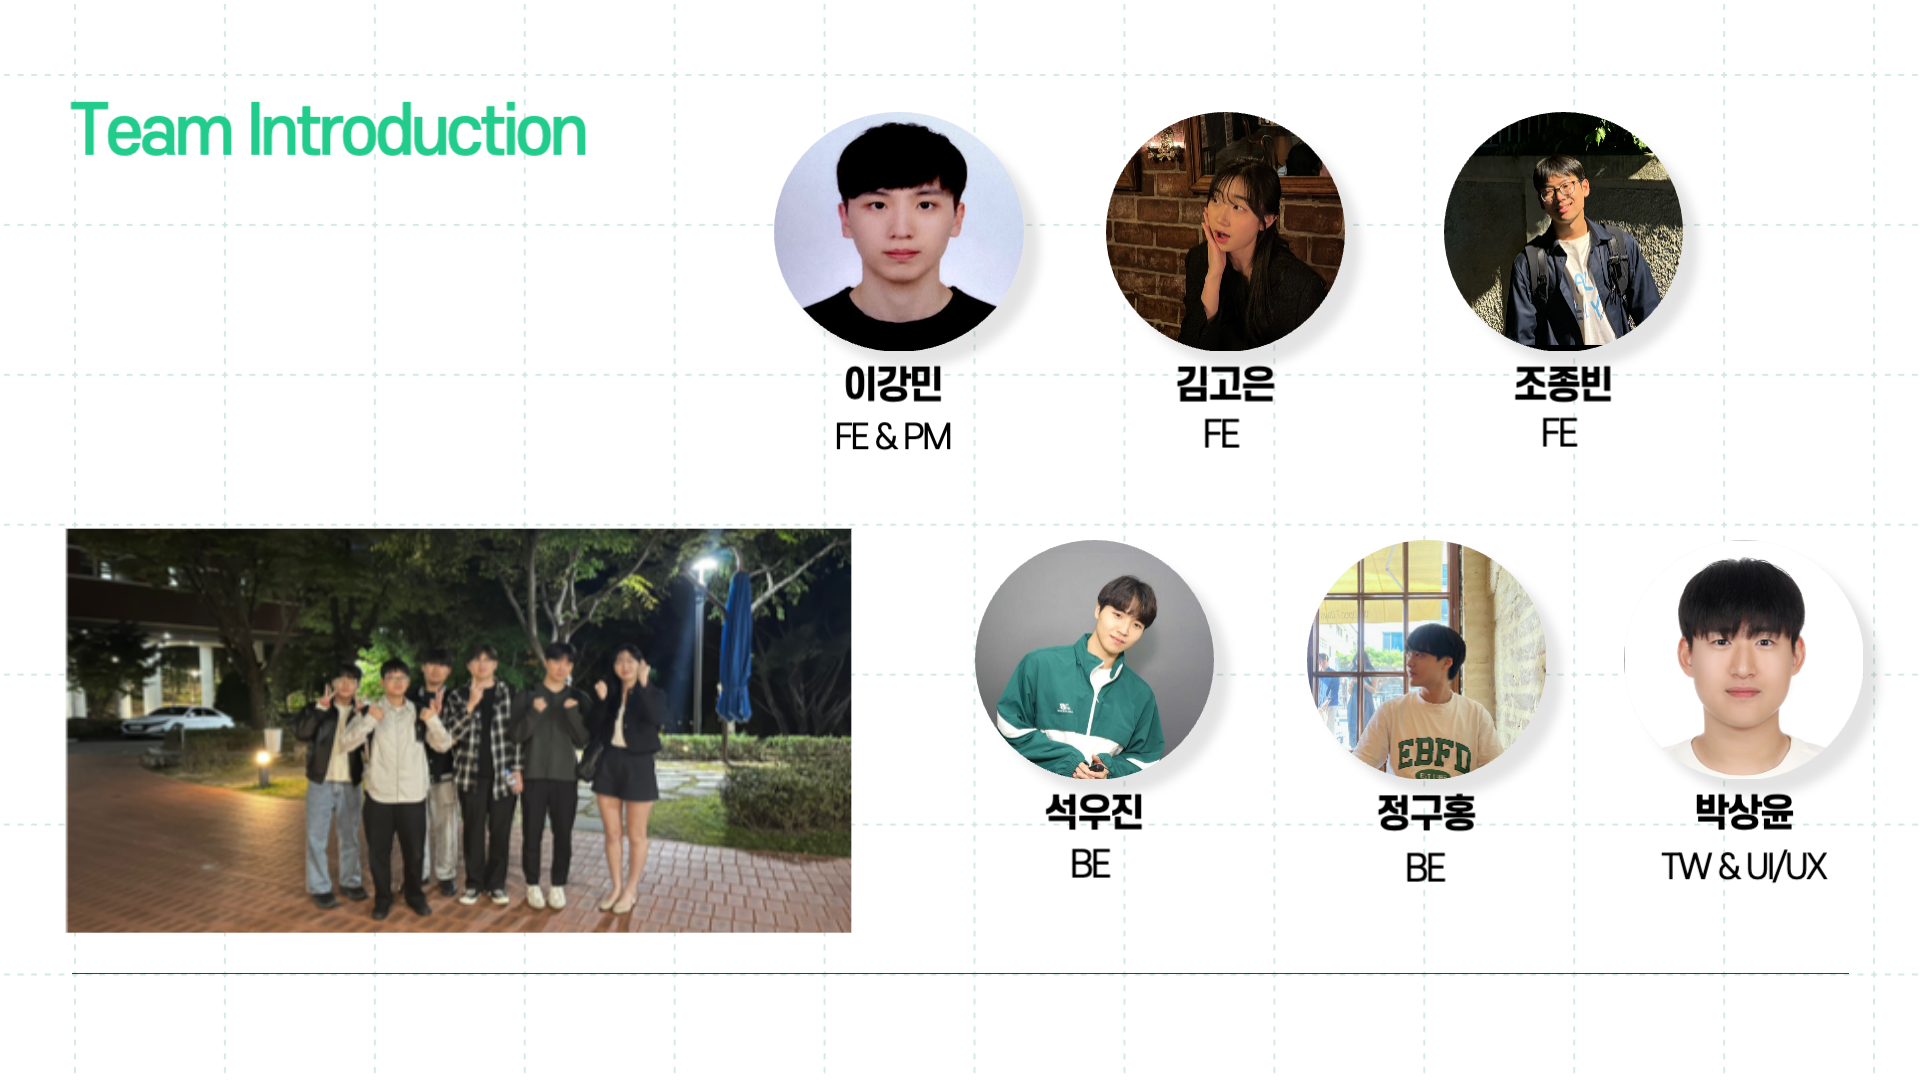 Team Introduction
이강민
FE & PM
김고은
FE
조종빈
FE
석우진
BE
정구홍
BE
박상윤
TW & UI/UX
EBFD